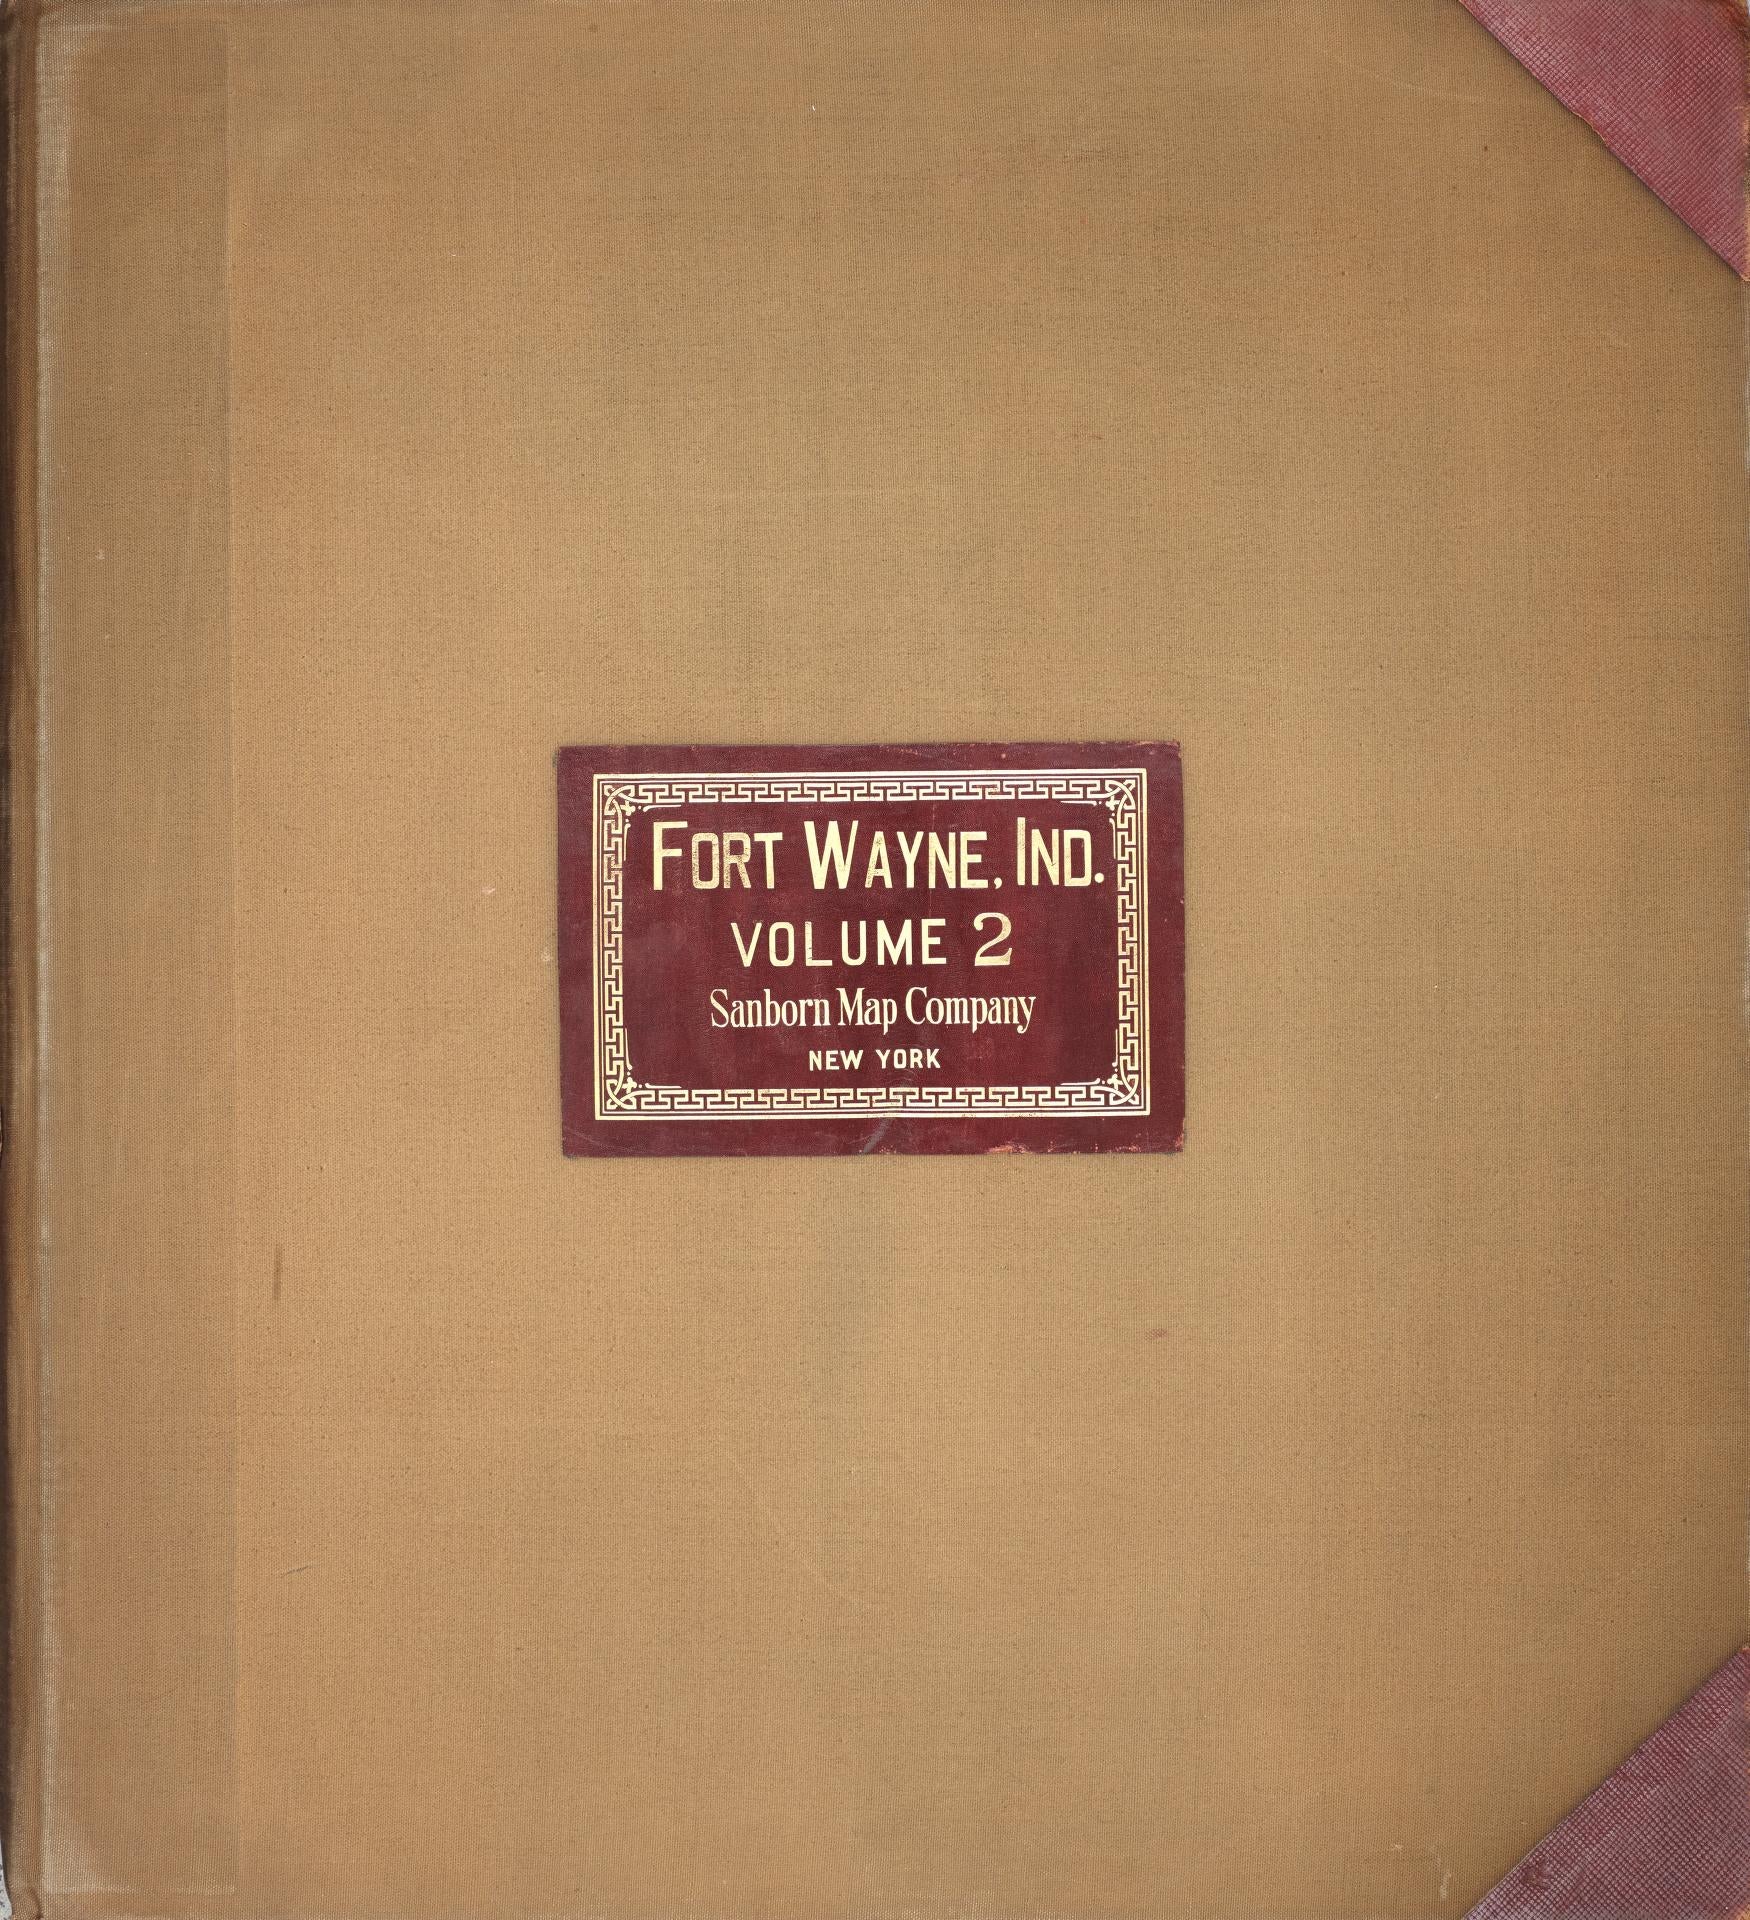 FORT WAYNE, IND.
VOLUME 2
Sanborn Map Company
NEW YORK